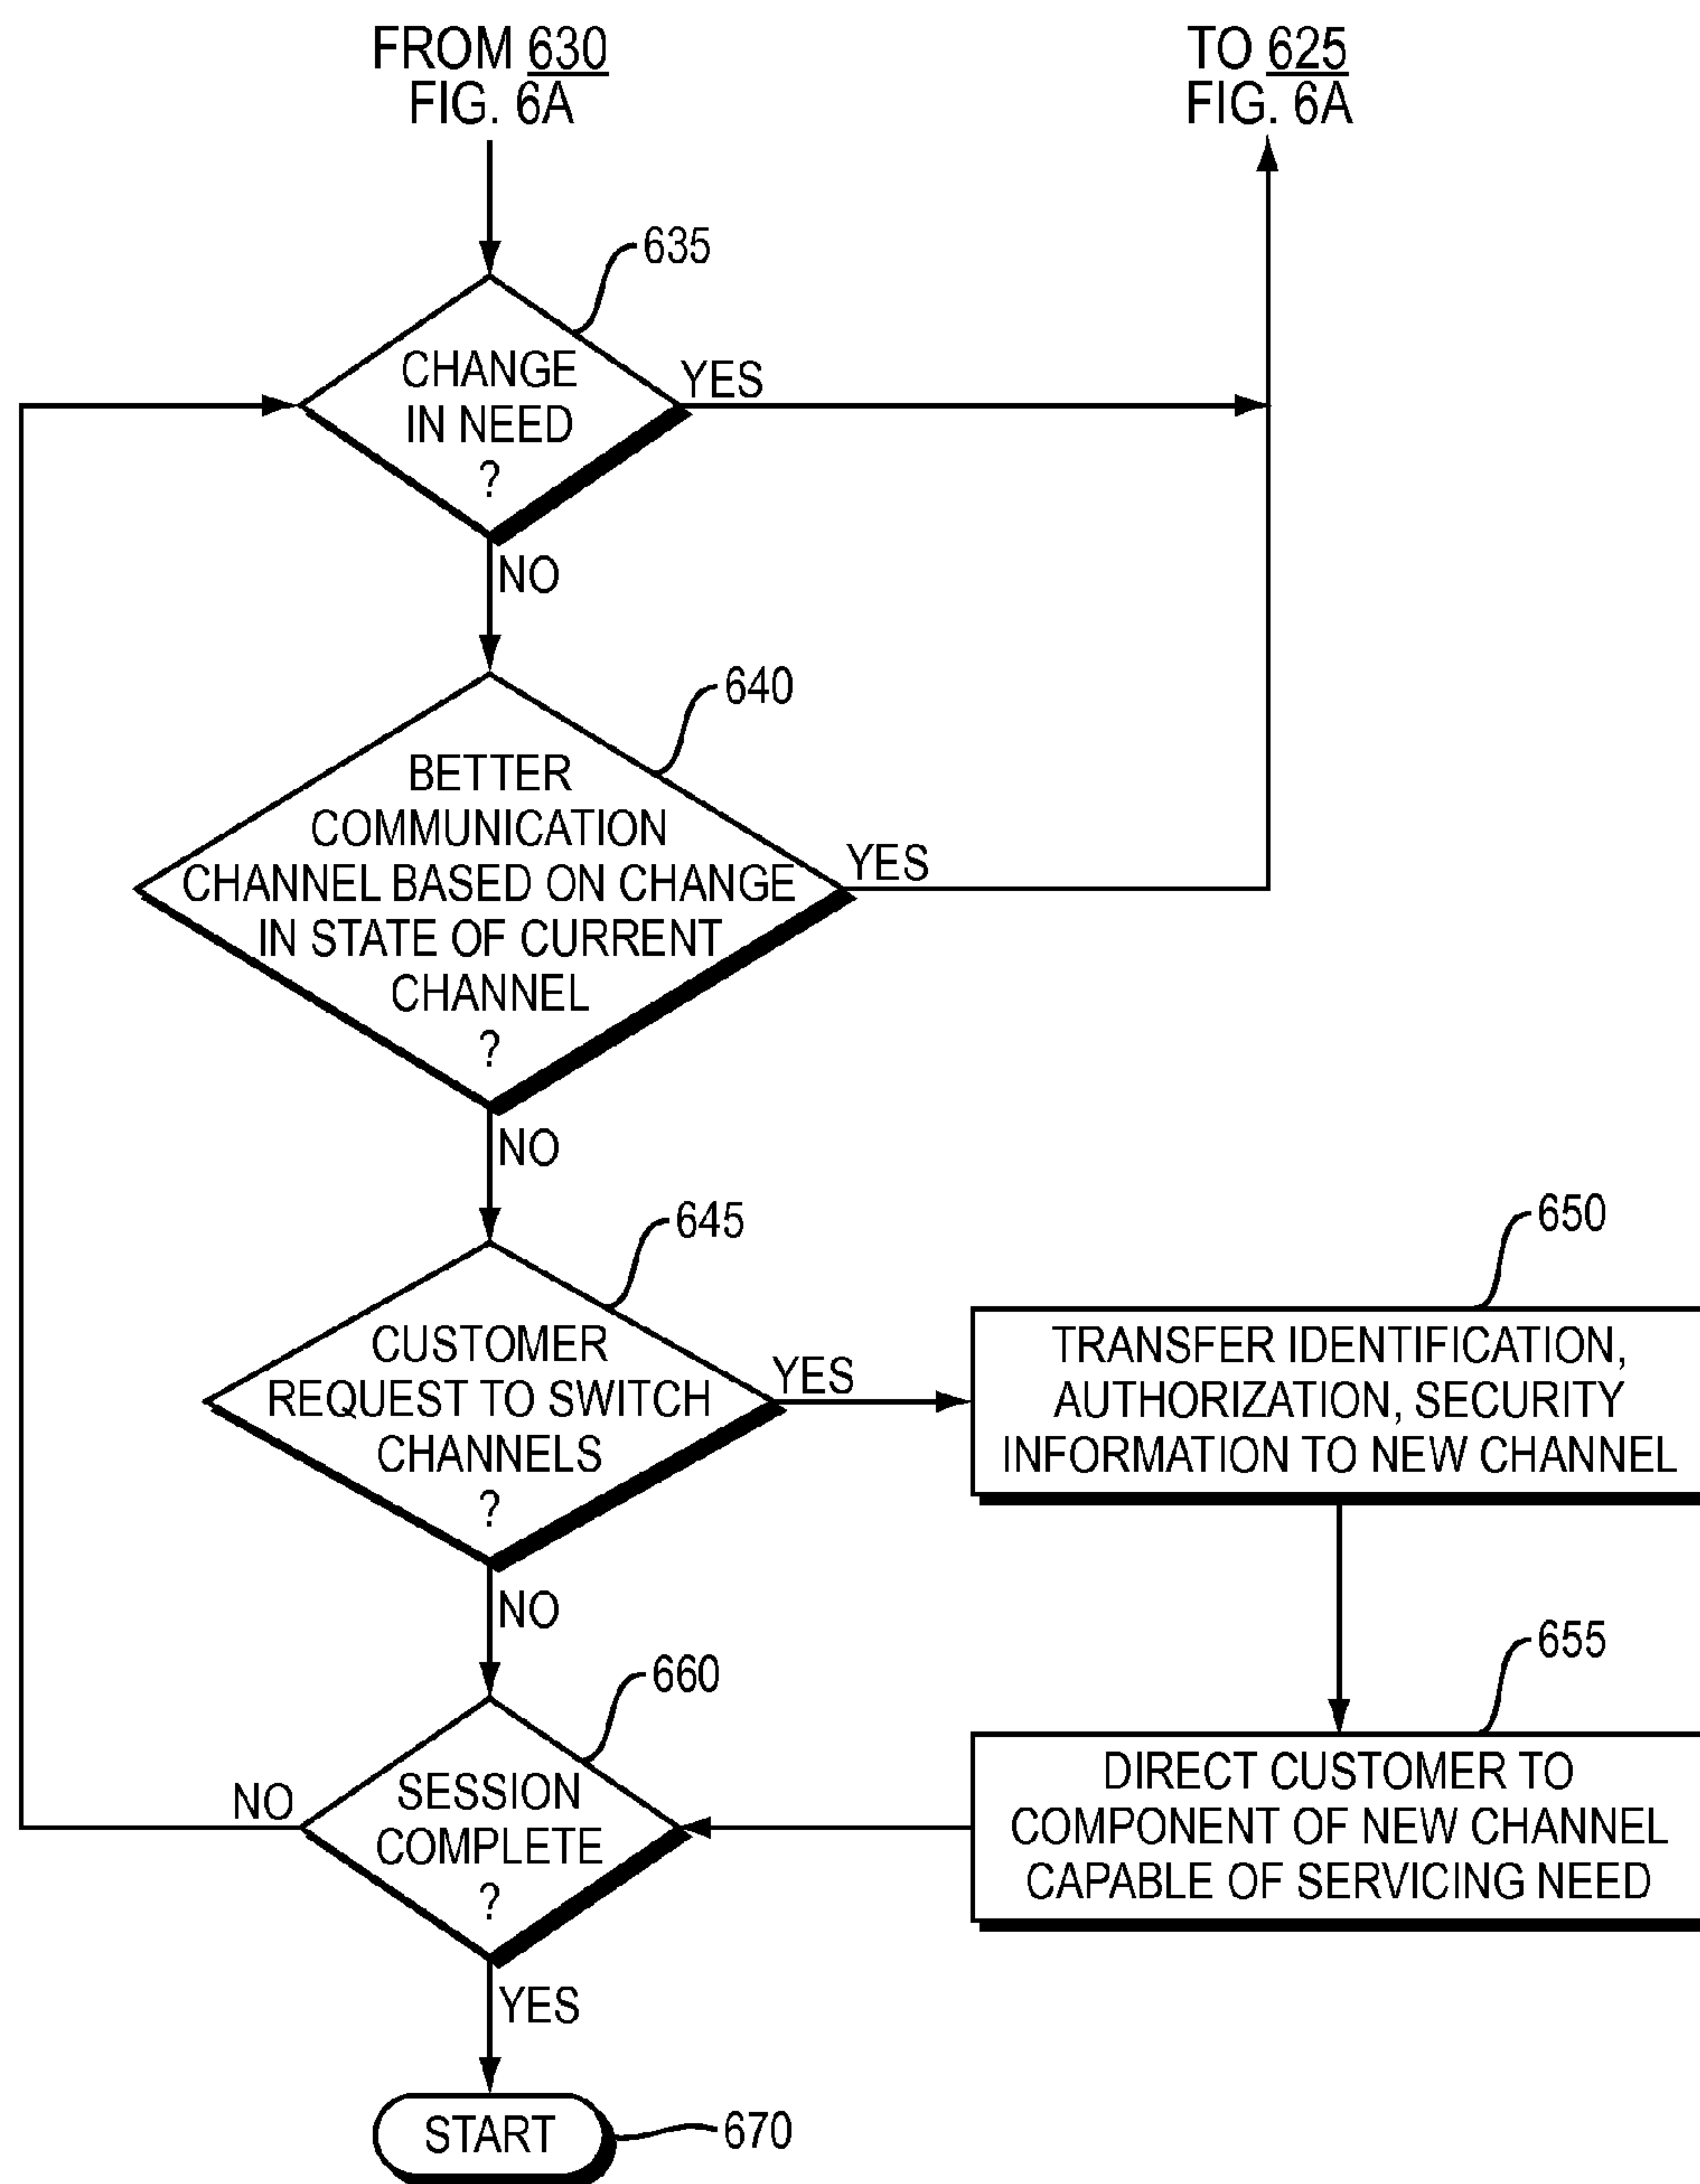 FROM 630
FIG. 6A
TO 625
FIG. 6A
635
CHANGE
IN NEED
?
YES
NO
640
BETTER
COMMUNICATION
CHANNEL BASED ON CHANGE
IN STATE OF CURRENT
CHANNEL
?
YES
NO
645
CUSTOMER
REQUEST TO SWITCH
CHANNELS
?
YES
NO
650
TRANSFER IDENTIFICATION,
AUTHORIZATION, SECURITY
INFORMATION TO NEW CHANNEL
655
DIRECT CUSTOMER TO
COMPONENT OF NEW CHANNEL
CAPABLE OF SERVICING NEED
660
SESSION
COMPLETE
?
NO
YES
START
670